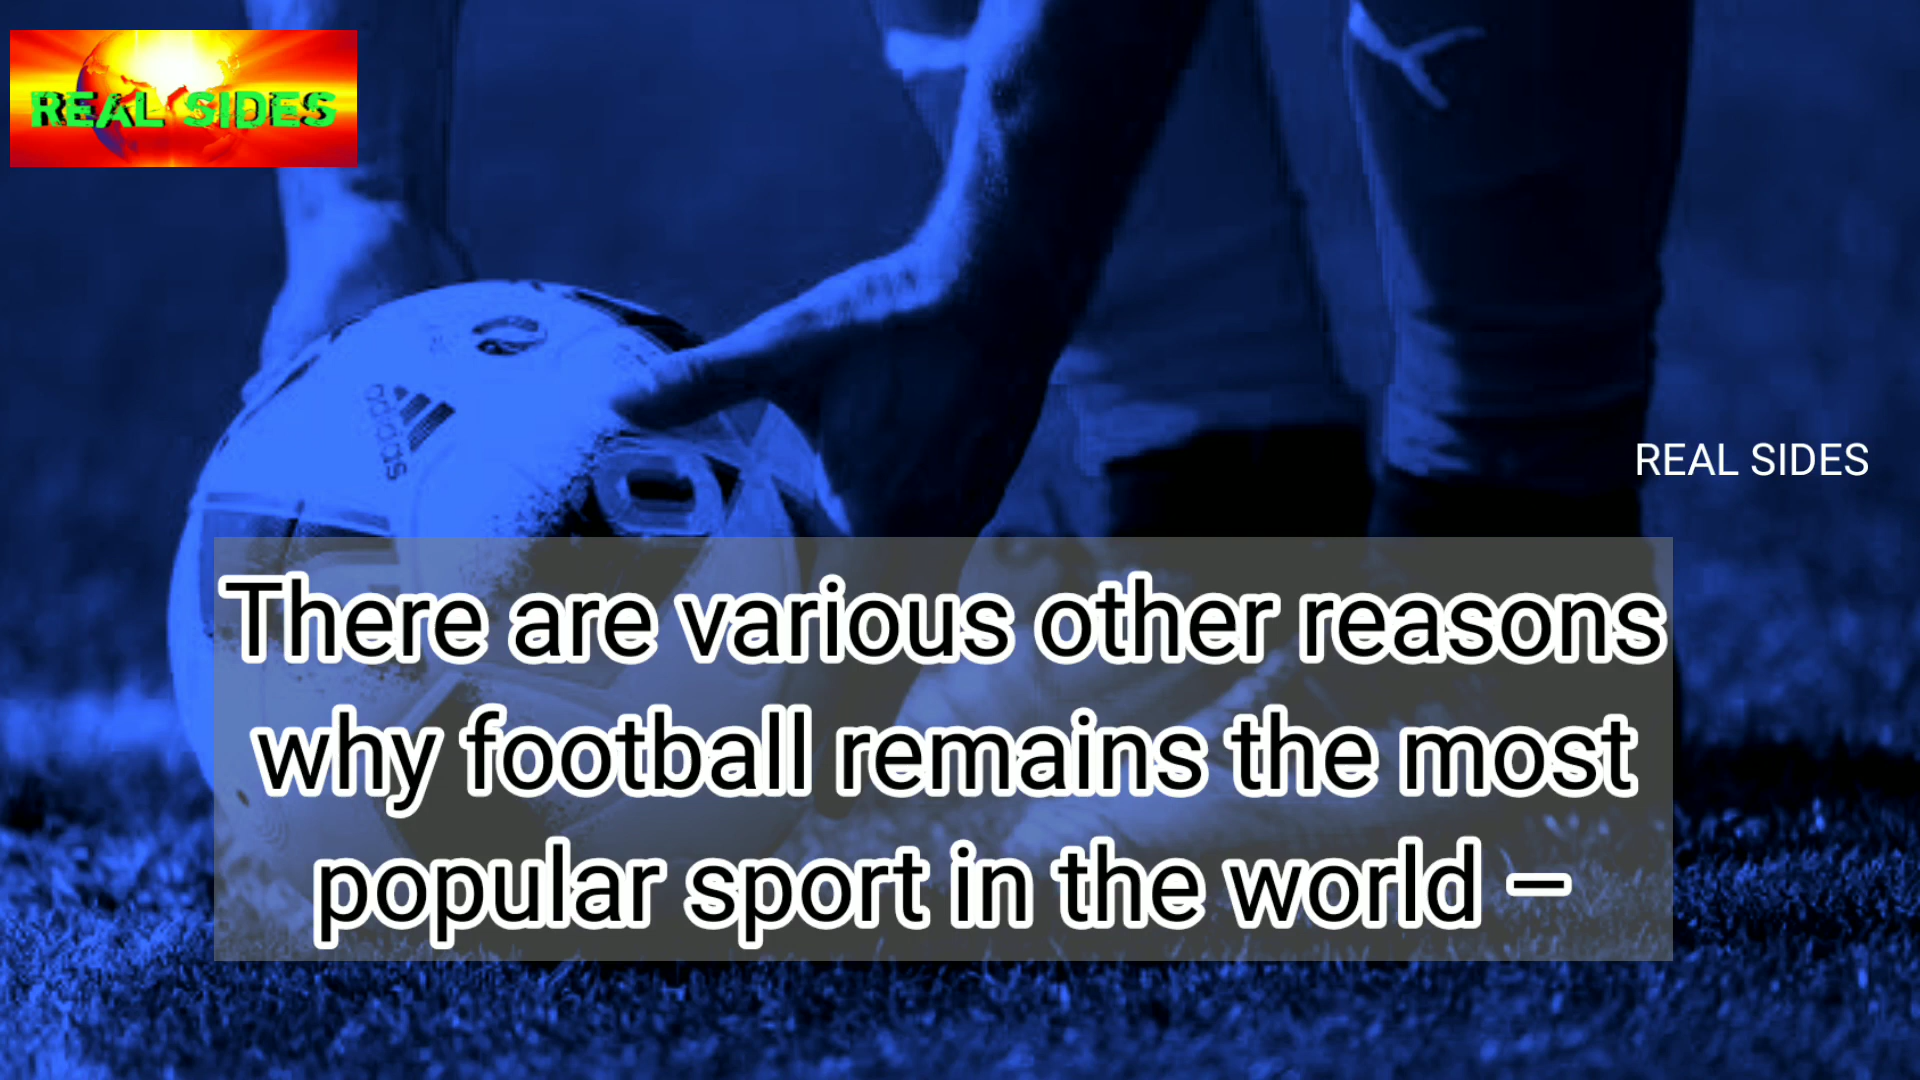 REAL SIDES
adidas
REAL SIDES
There are various other reasons
why football remains the most
popular sport in the world –